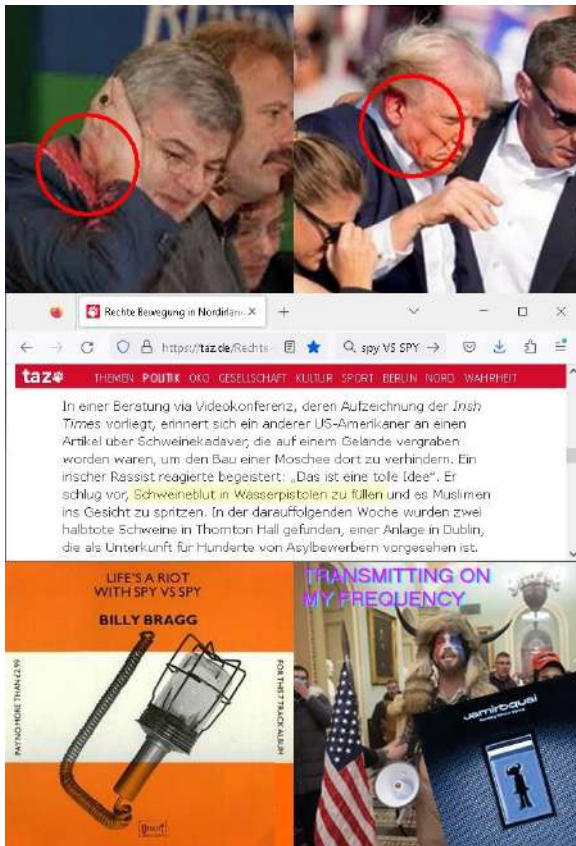 Rechte Bewegung in Nordirlan
https://taz.de/Rechte
spy VS SPY
taz
THEMEN POLITIK ÖKO GESELLSCHAFT KULTUR SPORT BERLIN NORD WAHRHEIT
In einer Beratung via Videokonferenz, deren Aufzeichnung der Irish
Times vorliegt, erinnert sich ein anderer US-Amerikaner an einen
Artikel über Schweinekadaver, die auf einem Gelände vergraben
worden waren, um den Bau einer Moschee dort zu verhindern. Ein
irischer Rassist reagierte begeistert: „Das ist eine tolle Idee“. Er
schlug vor, Schweineblut in Wasserpistolen zu füllen und es Muslimen
ins Gesicht zu spritzen. In der darauffolgenden Woche wurden zwei
halbtote Schweine in Thornton Hall gefunden, einer Anlage in Dublin,
die als Unterkunft für Hunderte von Asylbewerbern vorgesehen ist.
LIFE'S A RIOT
WITH SPY VS SPY
BILLY BRAGG
PAY NO MORE THAN £2.99
FOR THIS 7 TRACK ALBUM
TRANSMITTING ON
MY FREQUENCY
Jamiroquai